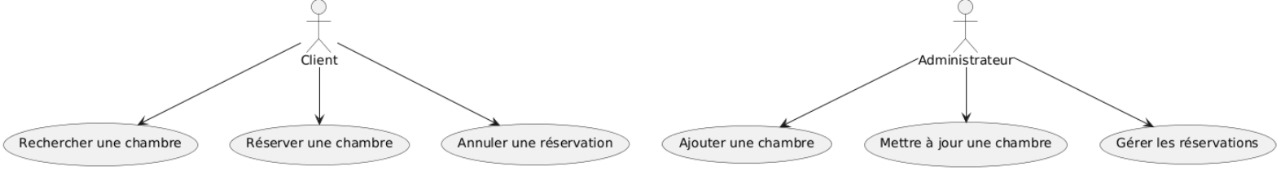 Client
Administrateur
Rechercher une chambre
Réserver une chambre
Annuler une réservation
Ajouter une chambre
Mettre à jour une chambre
Gérer les réservations